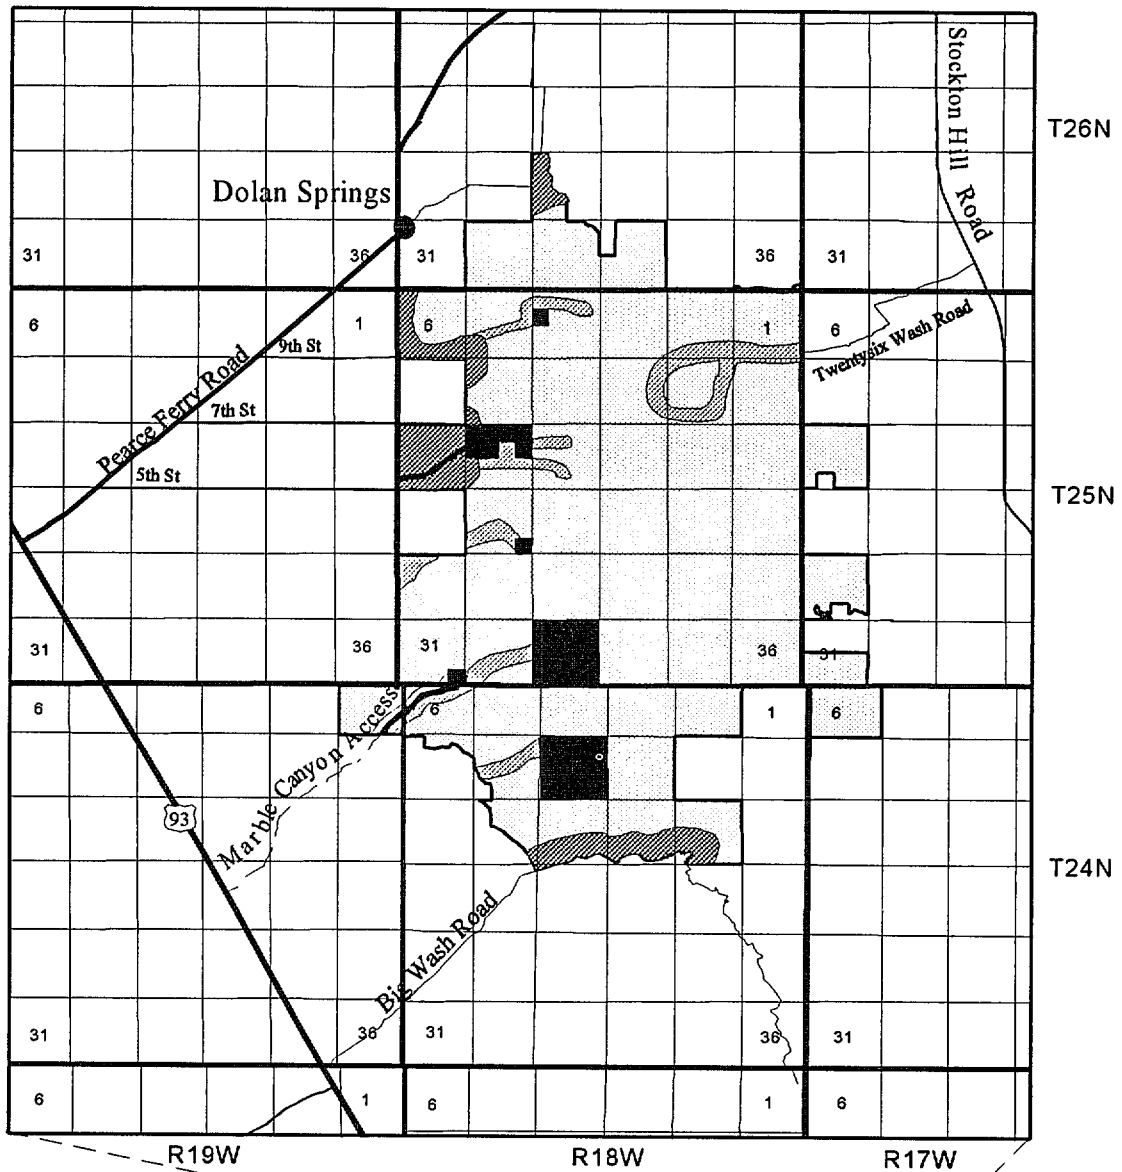 Stockton Hill Road
T26N
Dolan Springs
31
36
31
36
31
6
1
6
1
6
9th St
Twentysix Wash Road
Pearce Ferry Road
7th St
5th St
T25N
31
36
31
36
31
6
6
1
6
Marble Canyon Access
93
T24N
Big Wash Road
31
36
31
36
31
6
1
6
1
6
R19W
R18W
R17W